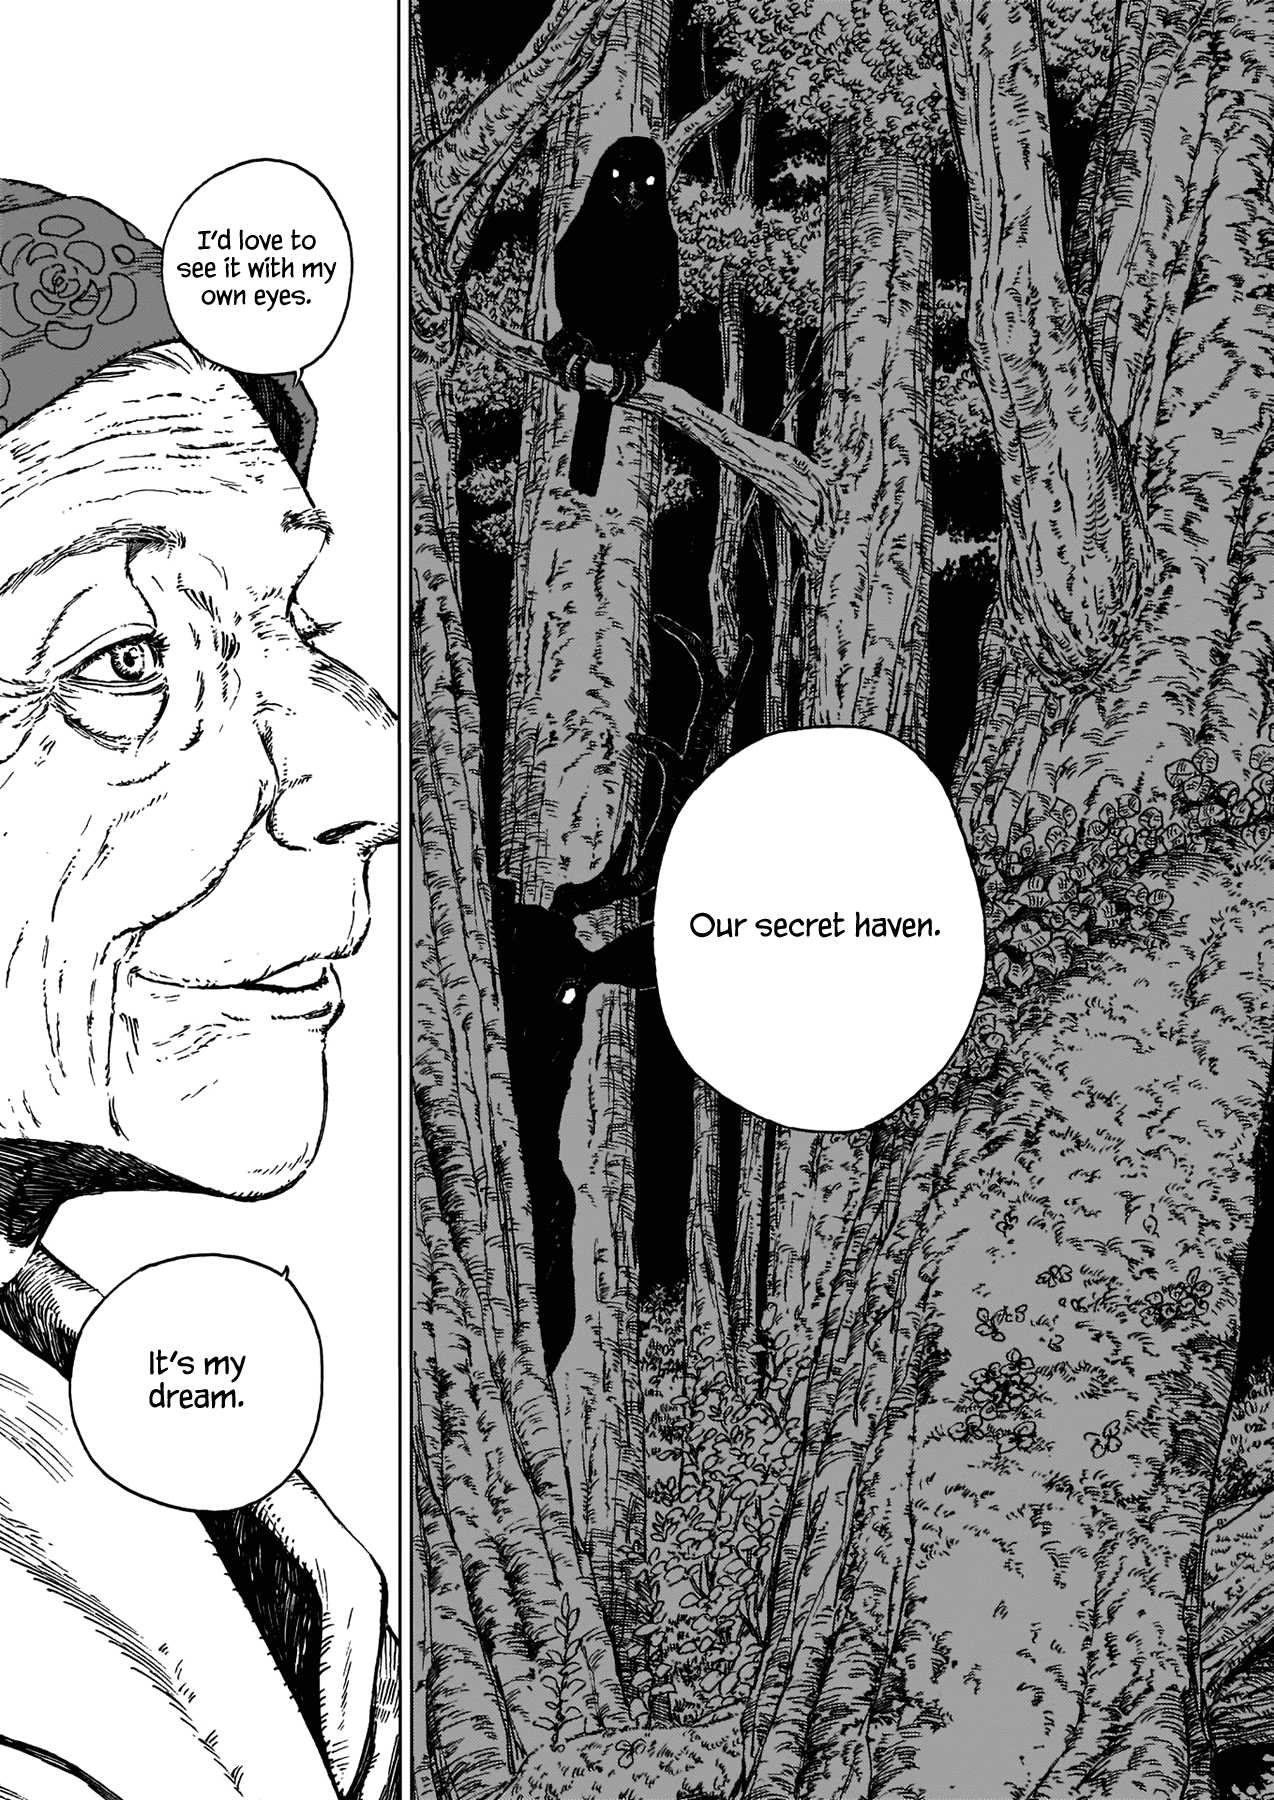 Our secret haven.
I'd love to
see it with my
own eyes.
It's my
dream.